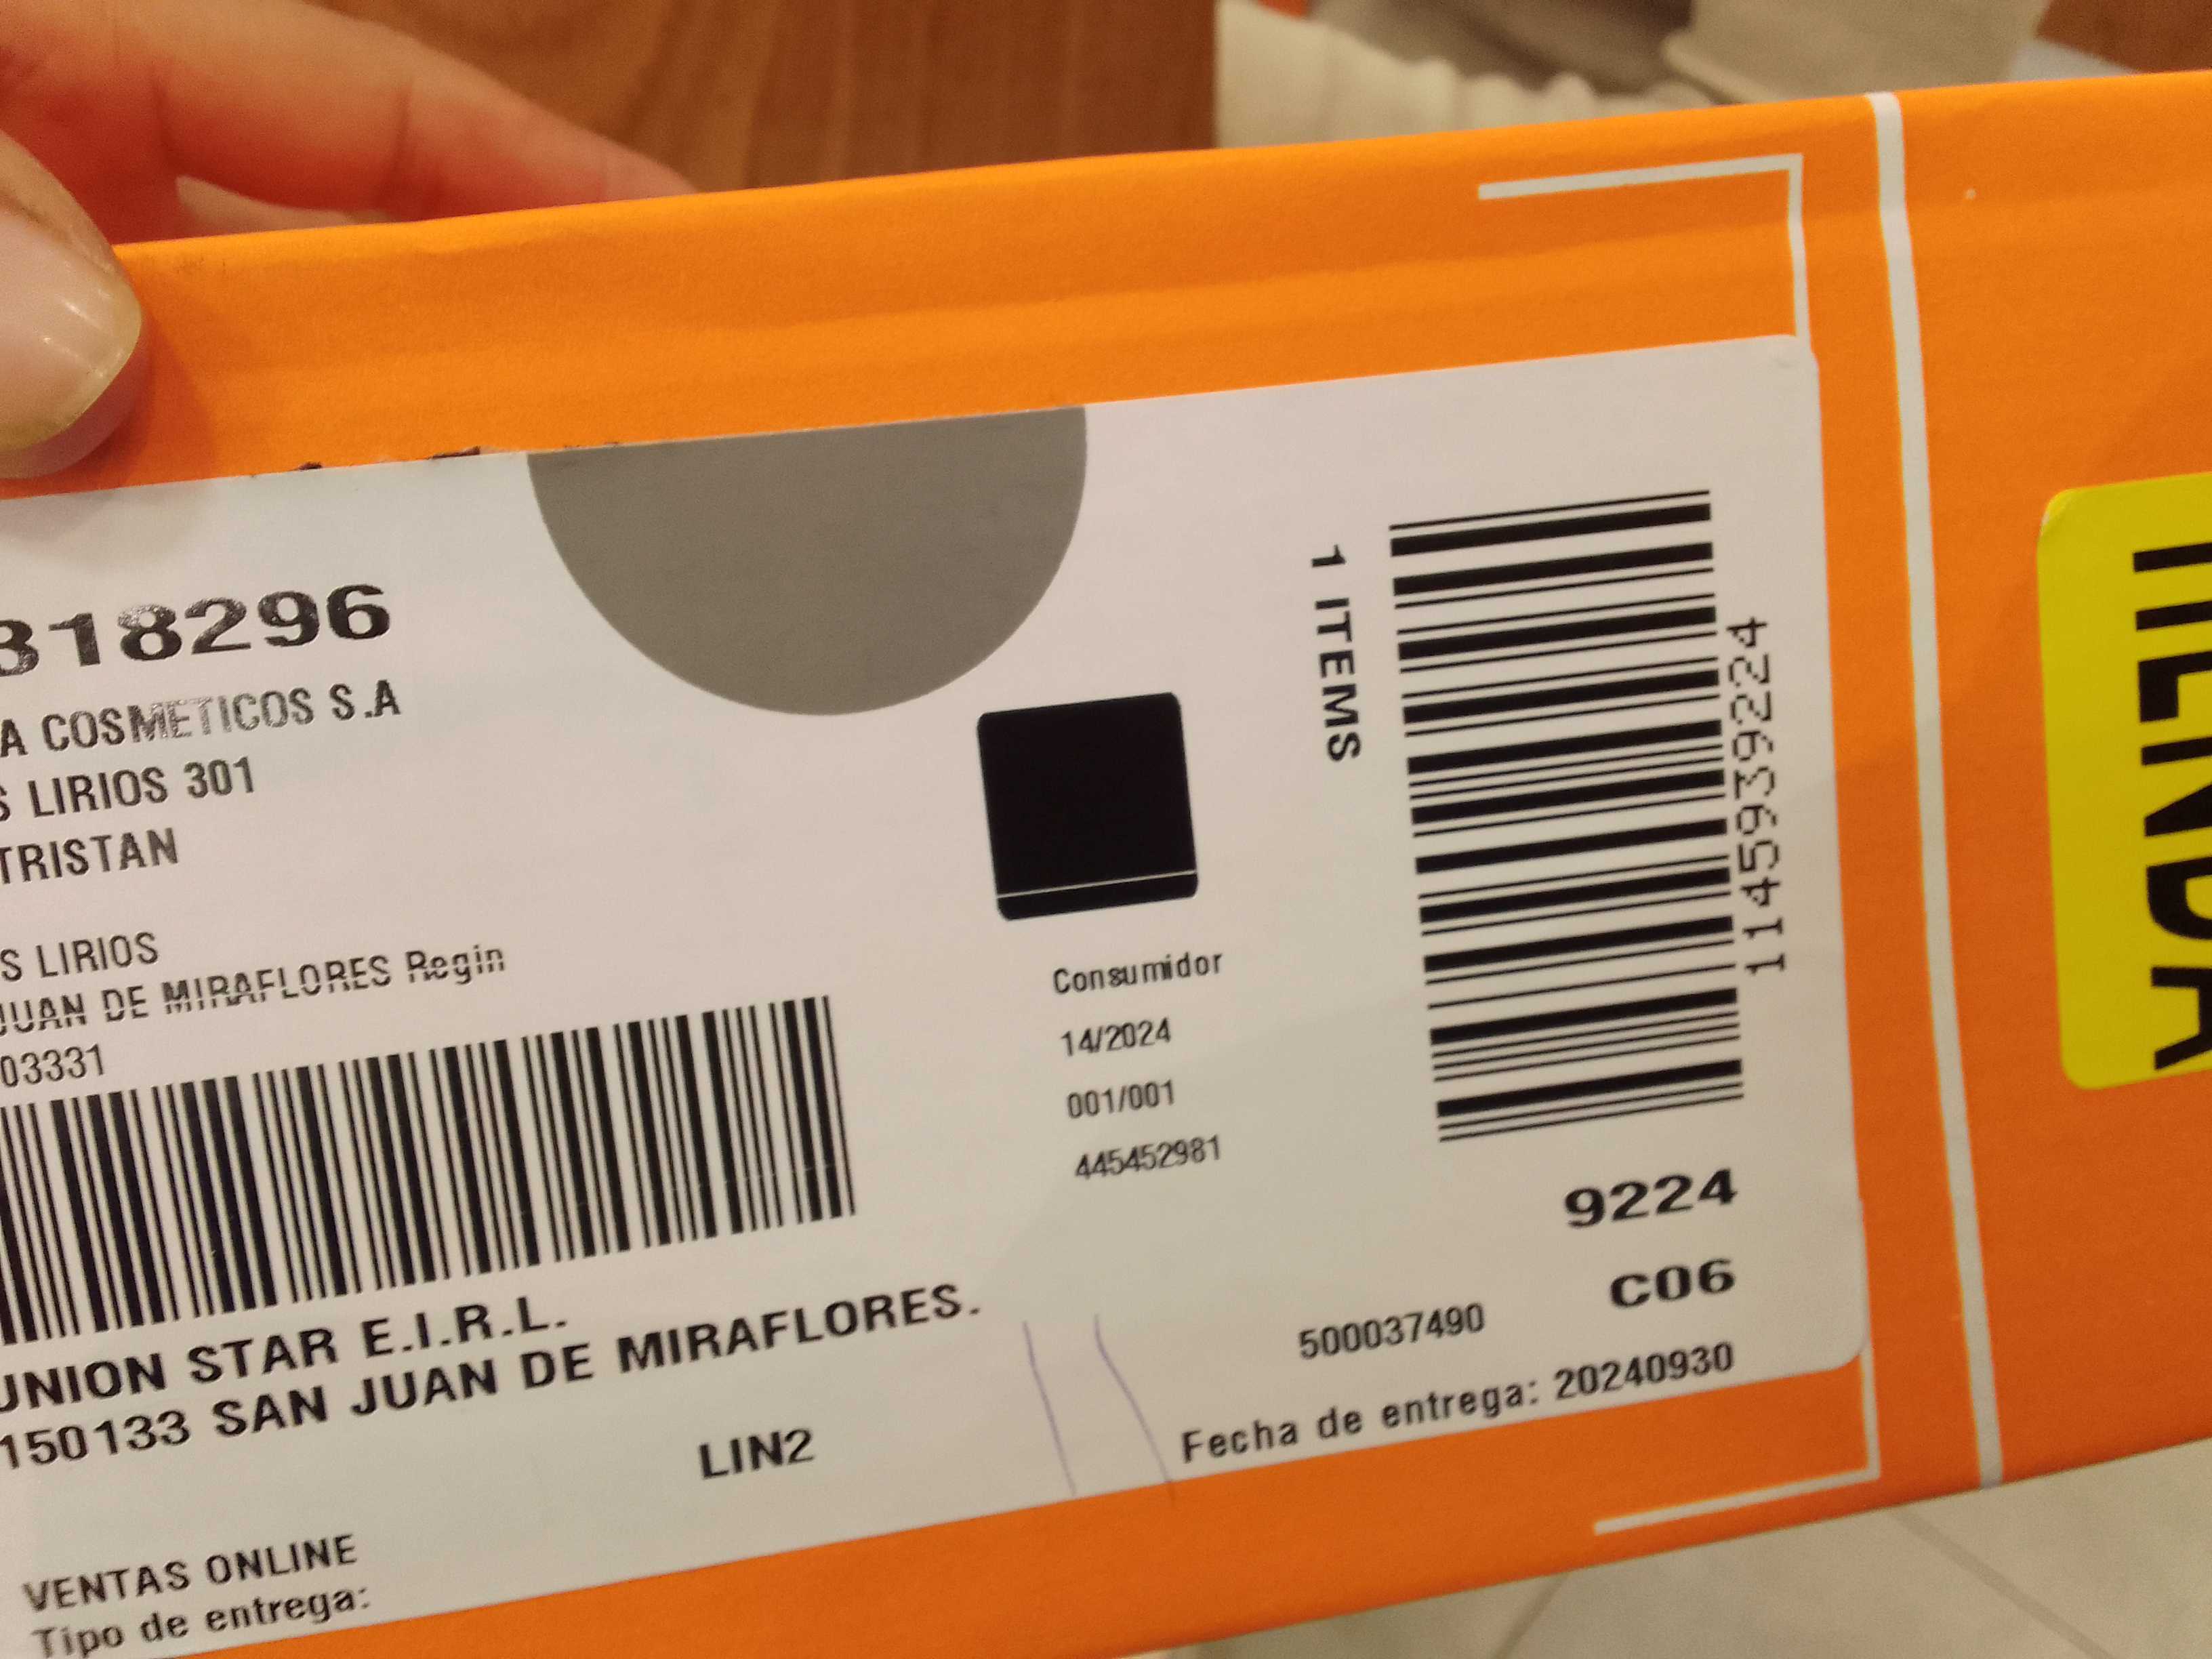 318296
A COSMETICOS S.A
S LIRIOS 301
TRISTAN
S LIRIOS
JUAN DE MIRAFLORES Regin
03331
UNION STAR E.I.R.L.
150133 SAN JUAN DE MIRAFLORES.
LIN2
VENTAS ONLINE
Tipo de entrega:
Consumidor
14/2024
001/001
445452981
1 ITEMS
1145939224
9224
C06
500037490
Fecha de entrega: 20240930
IENDA